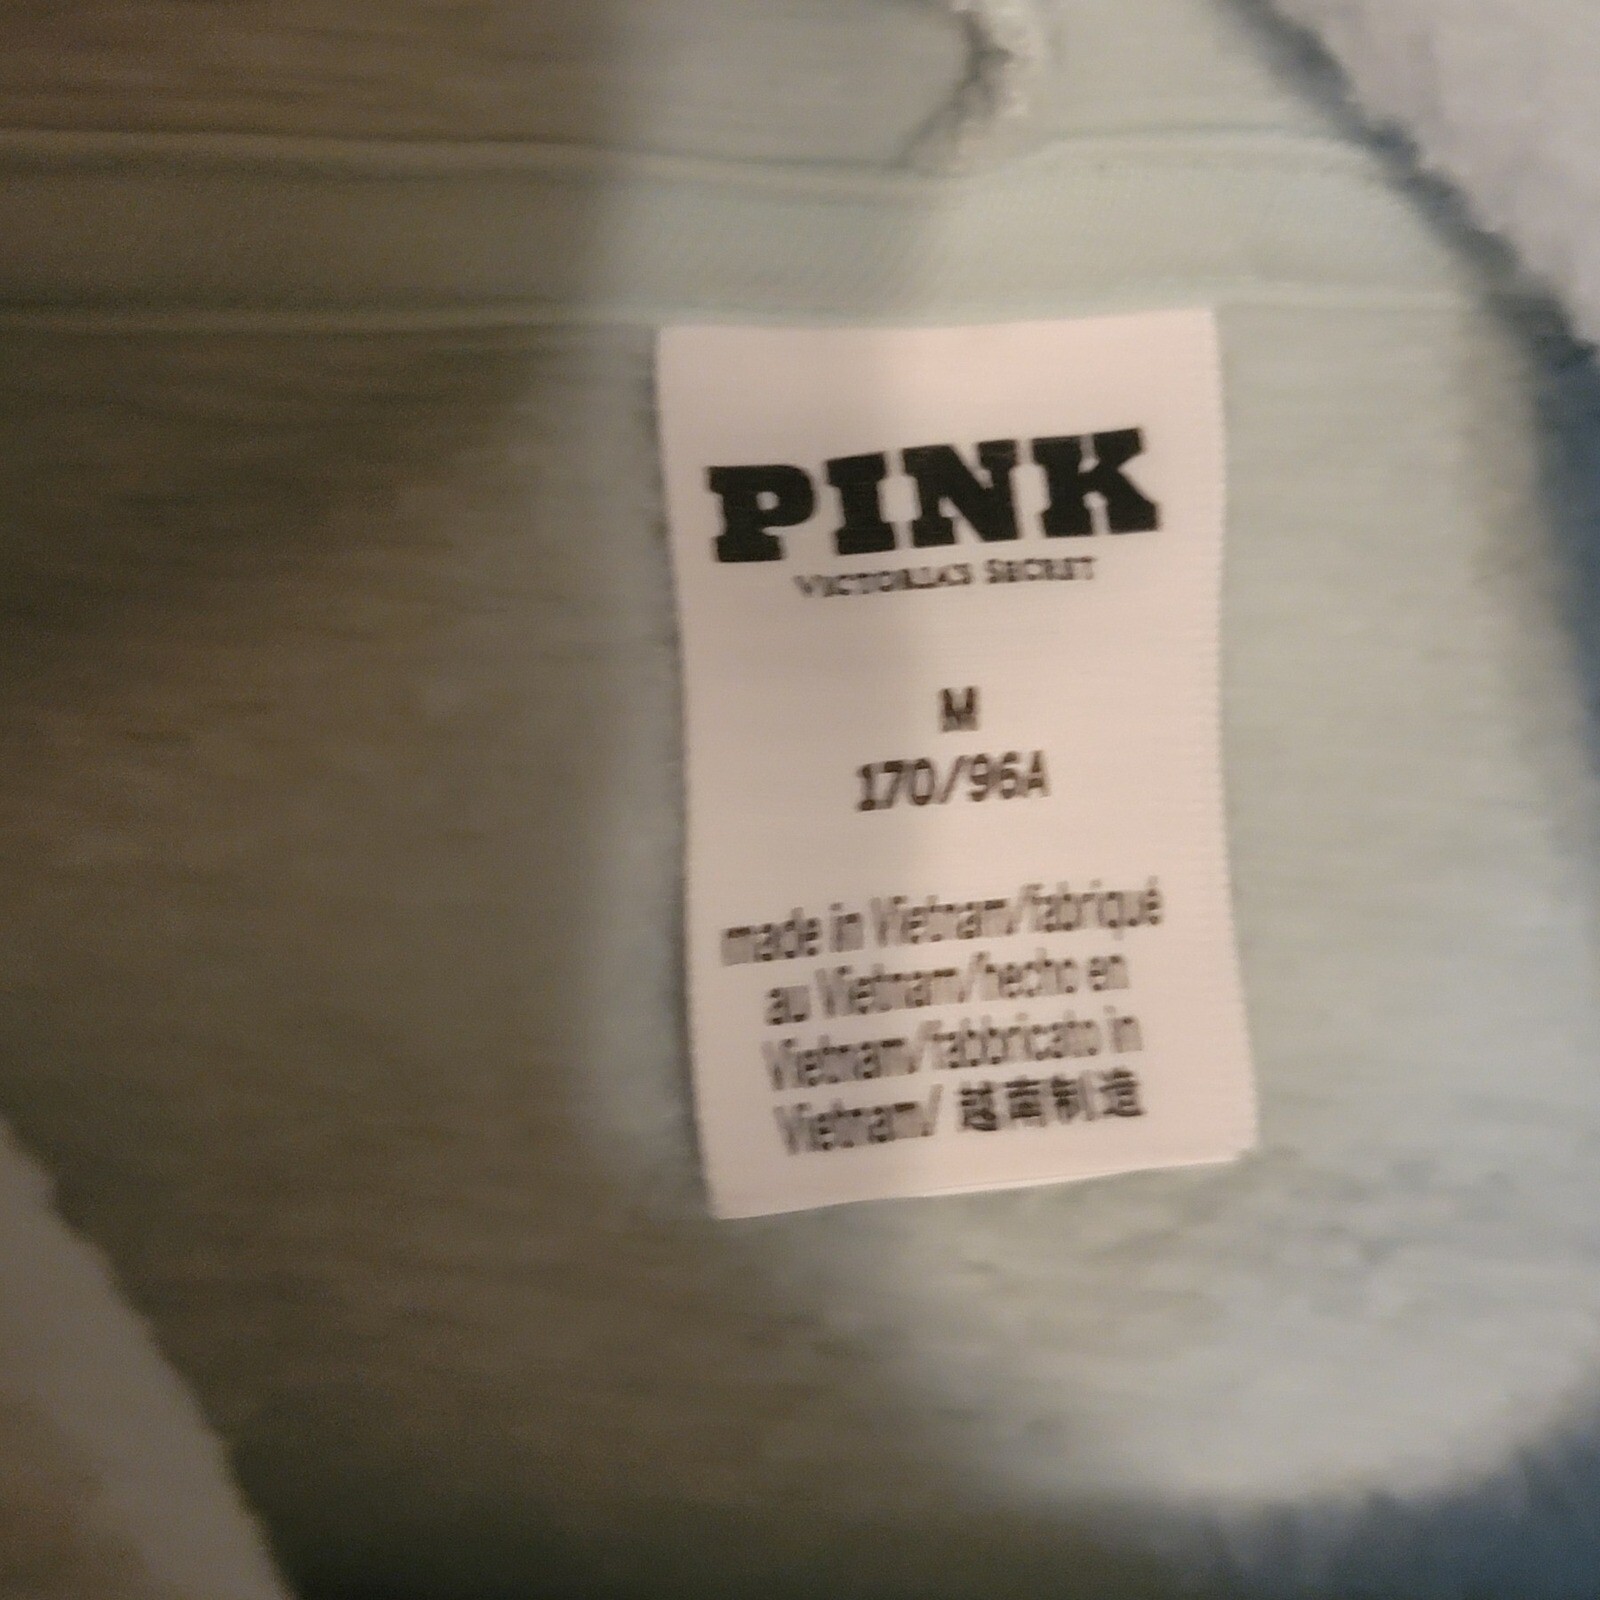 PINK
VICTORIA'S SECRET
M
170/96A
made in Vietnam/fabriqué
au Vietnam/hecho en
Vietnam/fabbricato in
Vietnam/ 越南制造